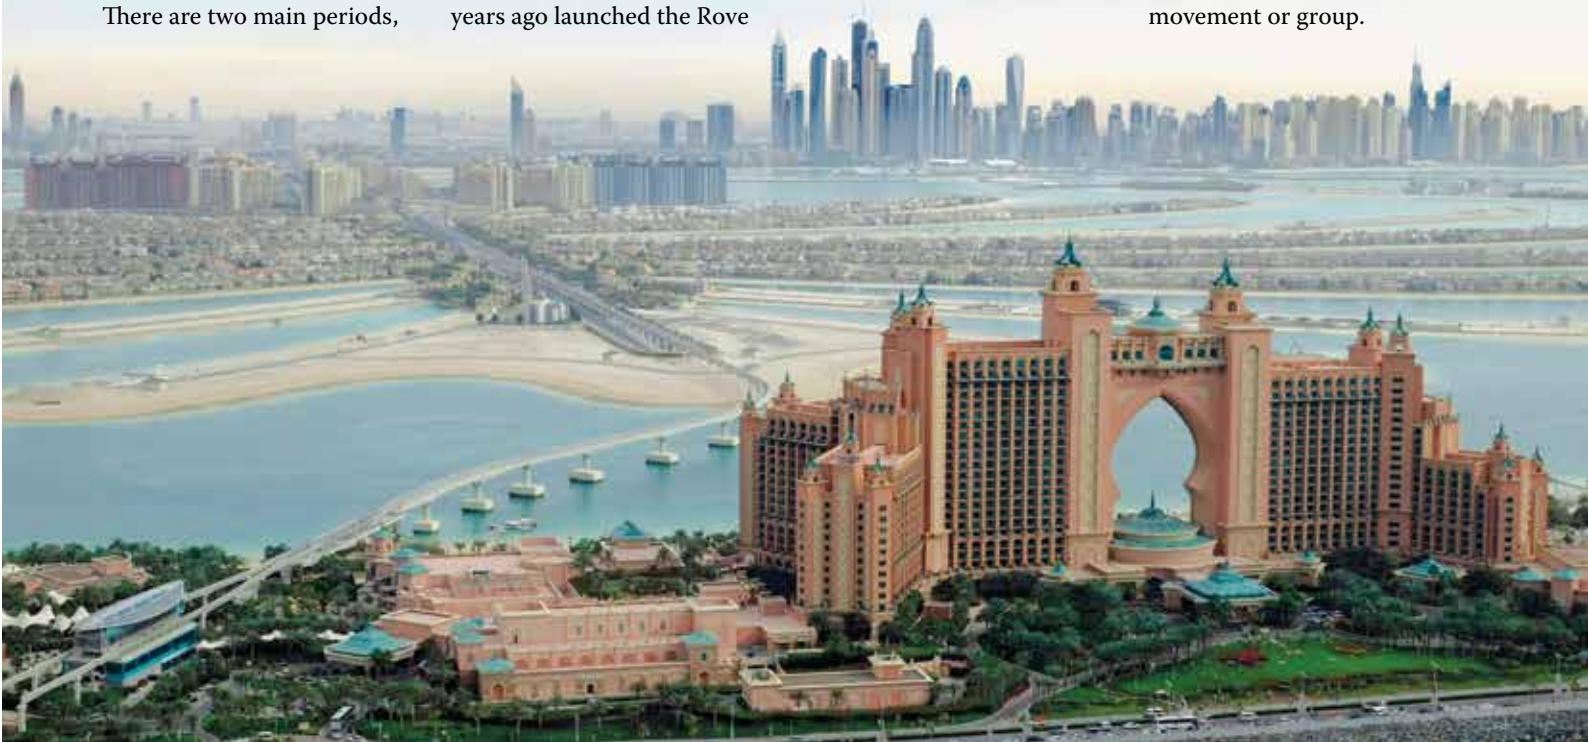 There are two main periods,
years ago launched the Rove
movement or group.